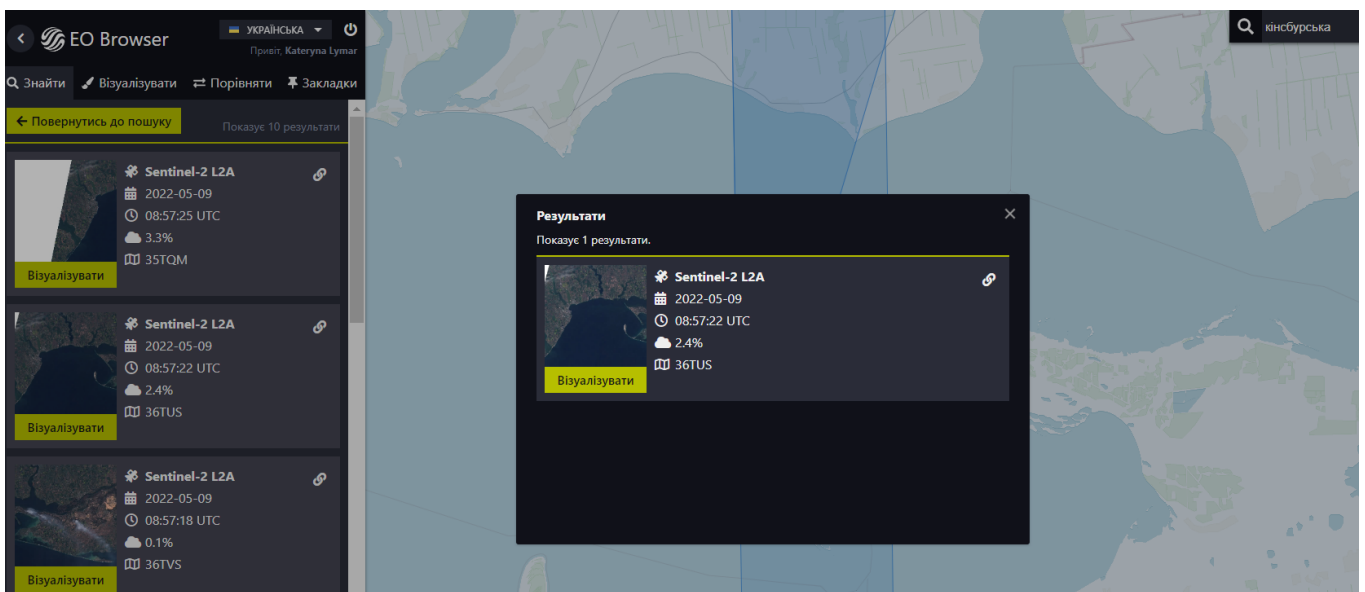 EO Browser
УКРАЇНСЬКА
Привіт, Kateryna Lymar
Знайти Візуалізувати Порівняти Закладки
Повернутись до пошуку
Показує 10 результати
Sentinel-2 L2A
2022-05-09
08:57:25 UTC
3.3%
35TQM
Візуалізувати
Sentinel-2 L2A
2022-05-09
08:57:22 UTC
2.4%
36TUS
Візуалізувати
Sentinel-2 L2A
2022-05-09
08:57:18 UTC
0.1%
36TVS
Візуалізувати
кінсбурська
Результати
Показує 1 результати.
Sentinel-2 L2A
2022-05-09
08:57:22 UTC
2.4%
36TUS
Візуалізувати